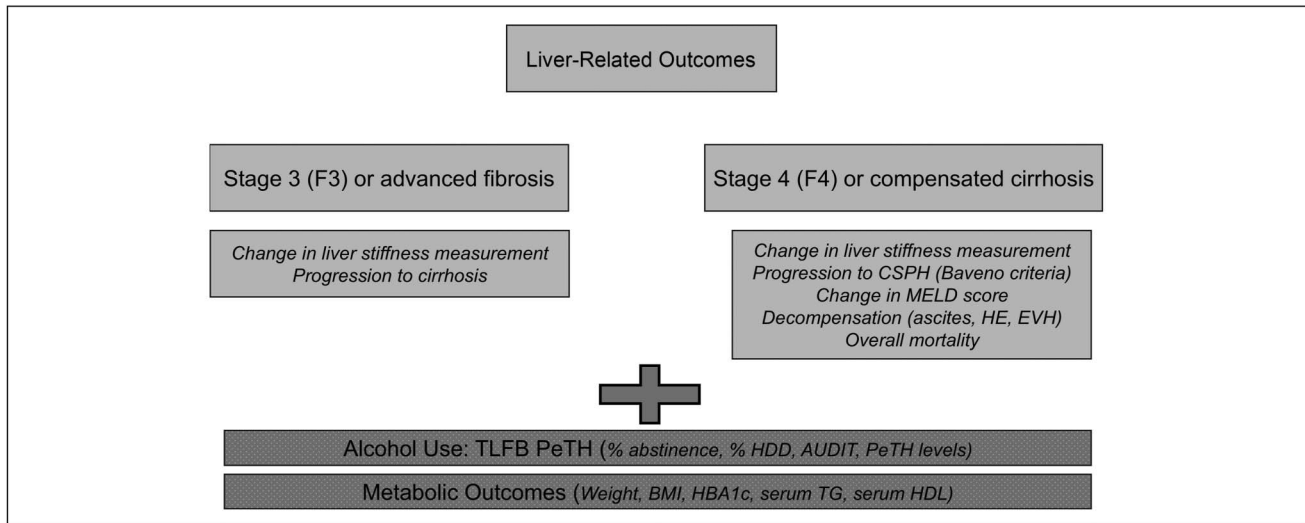 Liver-Related Outcomes
Stage 3 (F3) or advanced fibrosis
Change in liver stiffness measurement
Progression to cirrhosis
Stage 4 (F4) or compensated cirrhosis
Change in liver stiffness measurement
Progression to CSPH (Baveno criteria)
Change in MELD score
Decompensation (ascites, HE, EVH)
Overall mortality
Alcohol Use: TLFB PeTH (% abstinence, % HDD, AUDIT, PeTH levels)
Metabolic Outcomes (Weight, BMI, HBA1c, serum TG, serum HDL)